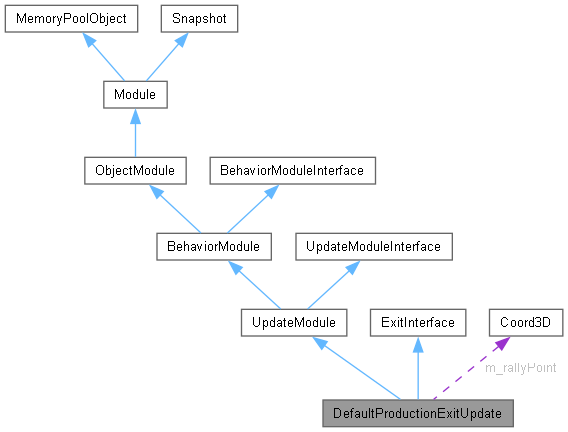 MemoryPoolObject
Snapshot
Module
ObjectModule
BehaviorModuleInterface
BehaviorModule
UpdateModuleInterface
UpdateModule
ExitInterface
Coord3D
m_rallyPoint
DefaultProductionExitUpdate